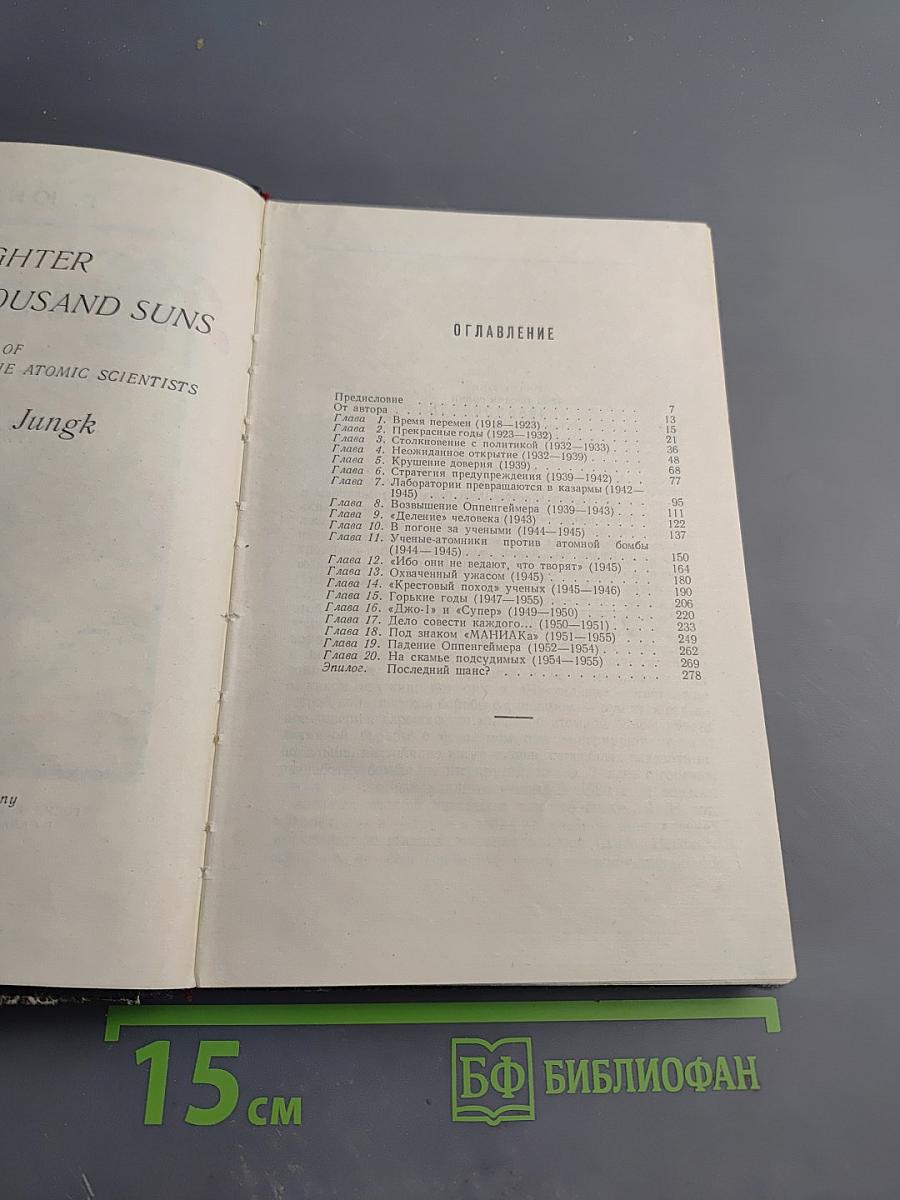 GHTER
OUSAND SUNS
OF
HE ATOMIC SCIENTISTS
Jungk
ny
ОГЛАВЛЕНИЕ
Предисловие . . . . . . . . . . . . . . . . . . 7
От автора . . . . . . . . . . . . . . . . . . . 13
Глава 1. Время перемен (1918—1923) . . . . . . . . 15
Глава 2. Прекрасные годы (1923—1932) . . . . . . . 21
Глава 3. Столкновение с политикой (1932—1933) . . . 36
Глава 4. Неожиданное открытие (1932—1939) . . . . . 48
Глава 5. Крушение доверия (1939) . . . . . . . . . 68
Глава 6. Стратегия предупреждения (1939—1942) . . . 77
Глава 7. Лаборатории превращаются в казармы (1942—
1945) . . . . . . . . . . . . . . . . . . 95
Глава 8. Возвышение Оппенгеймера (1939—1943) . . . 111
Глава 9. «Деление» человека (1943) . . . . . . . . 122
Глава 10. В погоне за учеными (1944—1945) . . . . . 137
Глава 11. Ученые-атомники против атомной бомбы
(1944—1945) . . . . . . . . . . . . . . . 150
Глава 12. «Ибо они не ведают, что творят» (1945) . . 164
Глава 13. Охваченный ужасом (1945) . . . . . . . . 180
Глава 14. «Крестовый поход» ученых (1945—1946) . . 190
Глава 15. Горькие годы (1947—1955) . . . . . . . . 206
Глава 16. «Джо-1» и «Супер» (1949—1950) . . . . . . 220
Глава 17. Дело совести каждого... (1950—1951) . . . . 233
Глава 18. Под знаком «МАНИАКа» (1951—1955) . . . 249
Глава 19. Падение Оппенгеймера (1952—1954) . . . . 262
Глава 20. На скамье подсудимых (1954—1955) . . . . 269
Эпилог. Последний шанс? . . . . . . . . . . . . 278
15 см
БФ БИБЛИОФАН